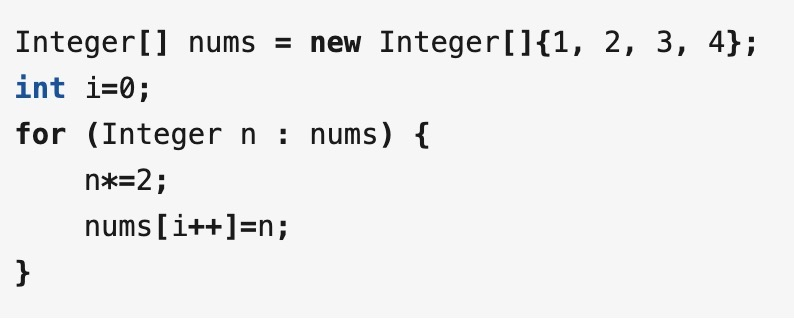 Integer[] nums = new Integer[]{1, 2, 3, 4};
int i=0;
for (Integer n : nums) {
    n*=2;
    nums[i++]=n;
}